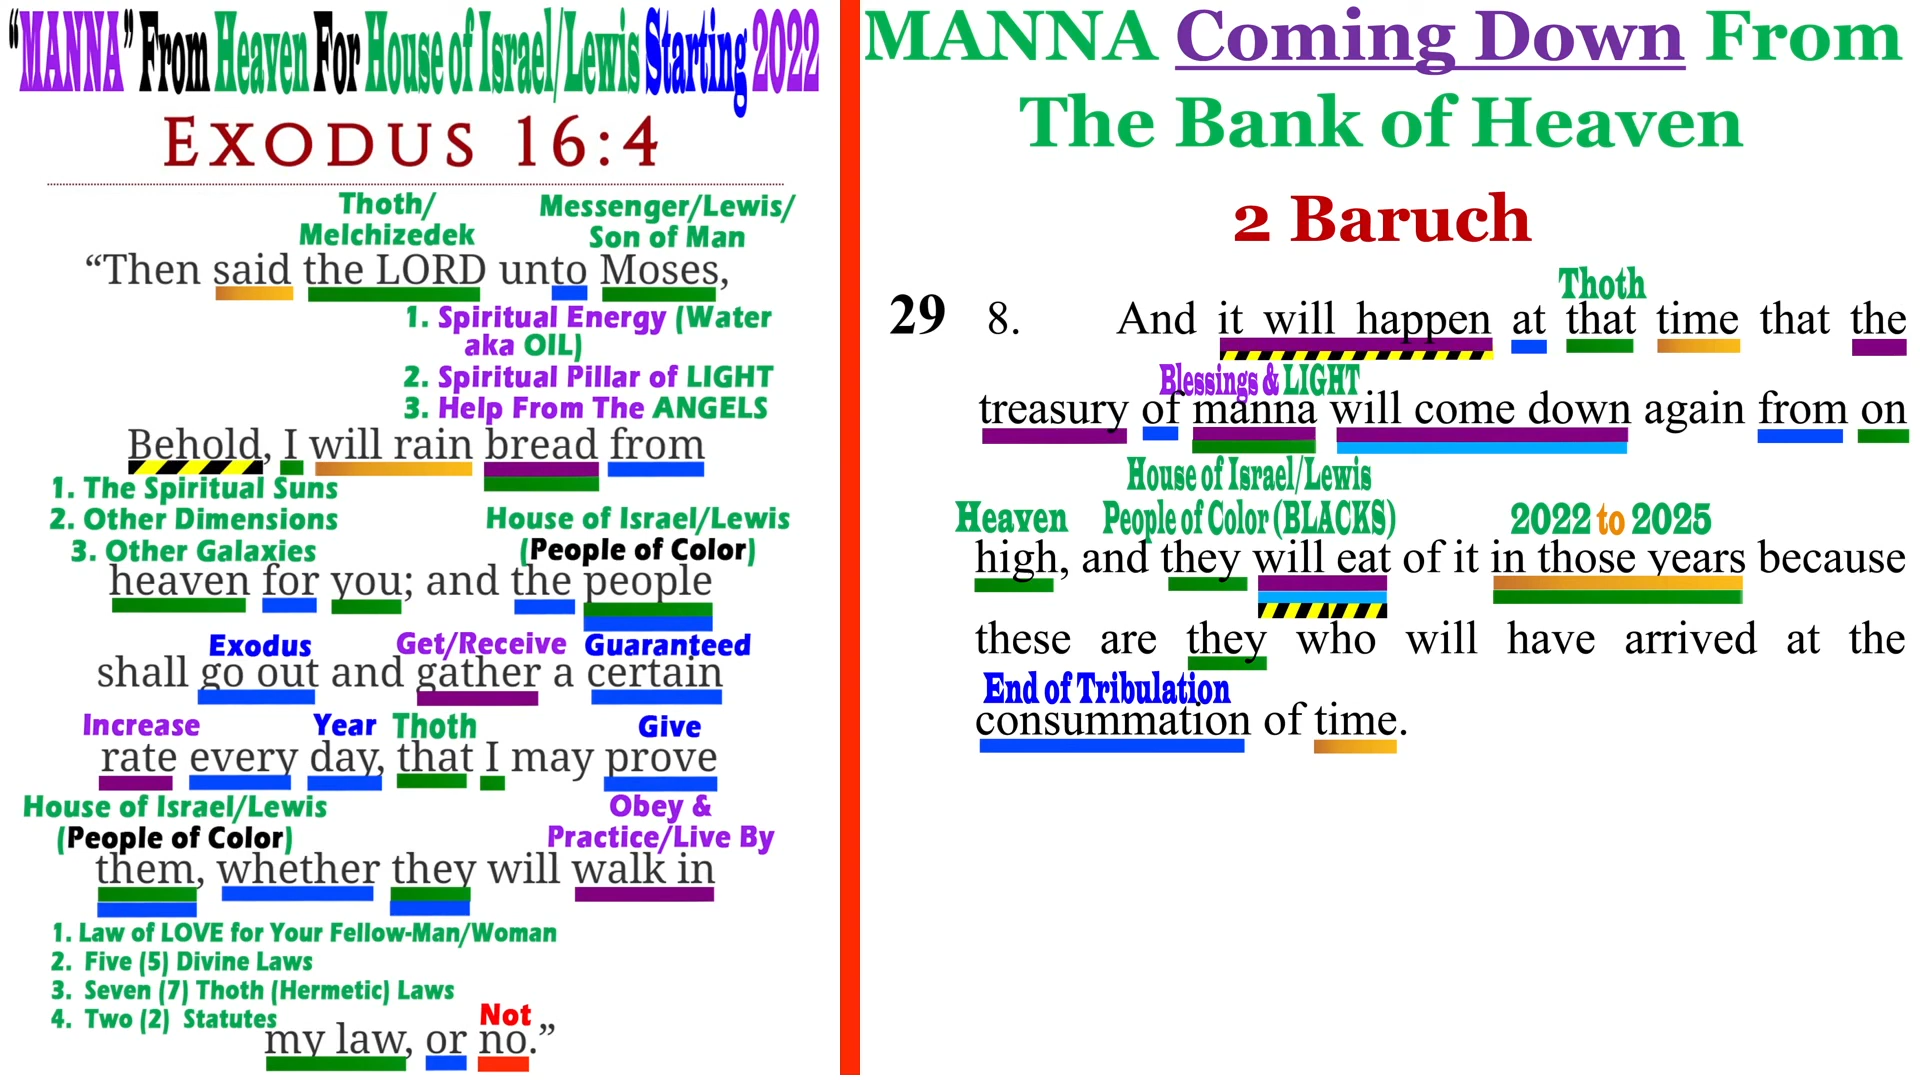 “MANNA” From Heaven For House of Israel/Lewis Starting 2022
EXODUS 16:4
Thoth/
Melchizedek
Messenger/Lewis/
Son of Man
“Then said the LORD unto Moses,
1. Spiritual Energy (Water
aka OIL)
2. Spiritual Pillar of LIGHT
3. Help From The ANGELS
Behold, I will rain bread from
1. The Spiritual Suns
2. Other Dimensions
3. Other Galaxies
House of Israel/Lewis
(People of Color)
heaven for you; and the people
Exodus Get/Receive Guaranteed
shall go out and gather a certain
Increase Year Thoth Give
rate every day, that I may prove
House of Israel/Lewis
(People of Color)
Obey &
Practice/Live By
them, whether they will walk in
1. Law of LOVE for Your Fellow-Man/Woman
2. Five (5) Divine Laws
3. Seven (7) Thoth (Hermetic) Laws
4. Two (2) Statutes
Not
my law, or no.”
MANNA Coming Down From
The Bank of Heaven
2 Baruch
Thoth
29 8. And it will happen at that time that the
Blessings & LIGHT
treasury of manna will come down again from on
House of Israel/Lewis
Heaven People of Color (BLACKS) 2022 to 2025
high, and they will eat of it in those years because
these are they who will have arrived at the
End of Tribulation
consummation of time.